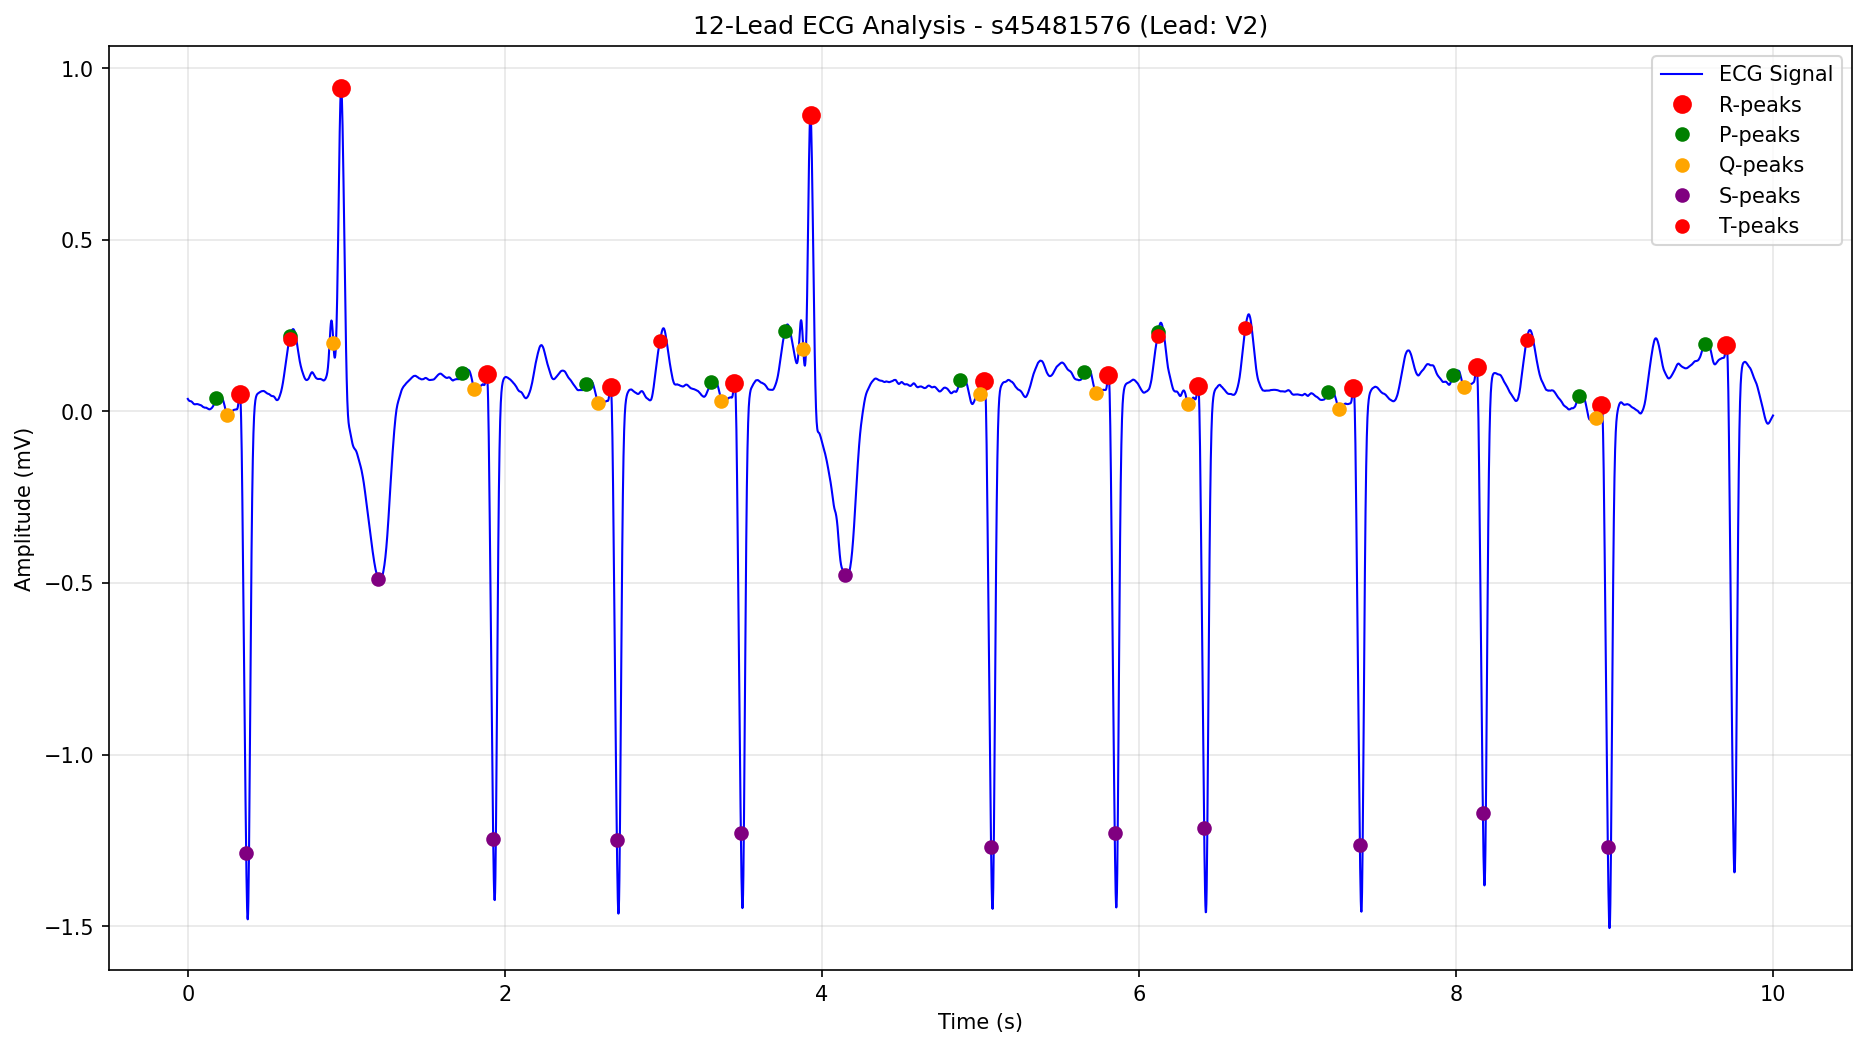 12-Lead ECG Analysis - s45481576 (Lead: V2)
ECG Signal
R-peaks
P-peaks
Q-peaks
S-peaks
T-peaks
Amplitude (mV)
1.0
0.5
0.0
−0.5
−1.0
−1.5
0 2 4 6 8 10
Time (s)